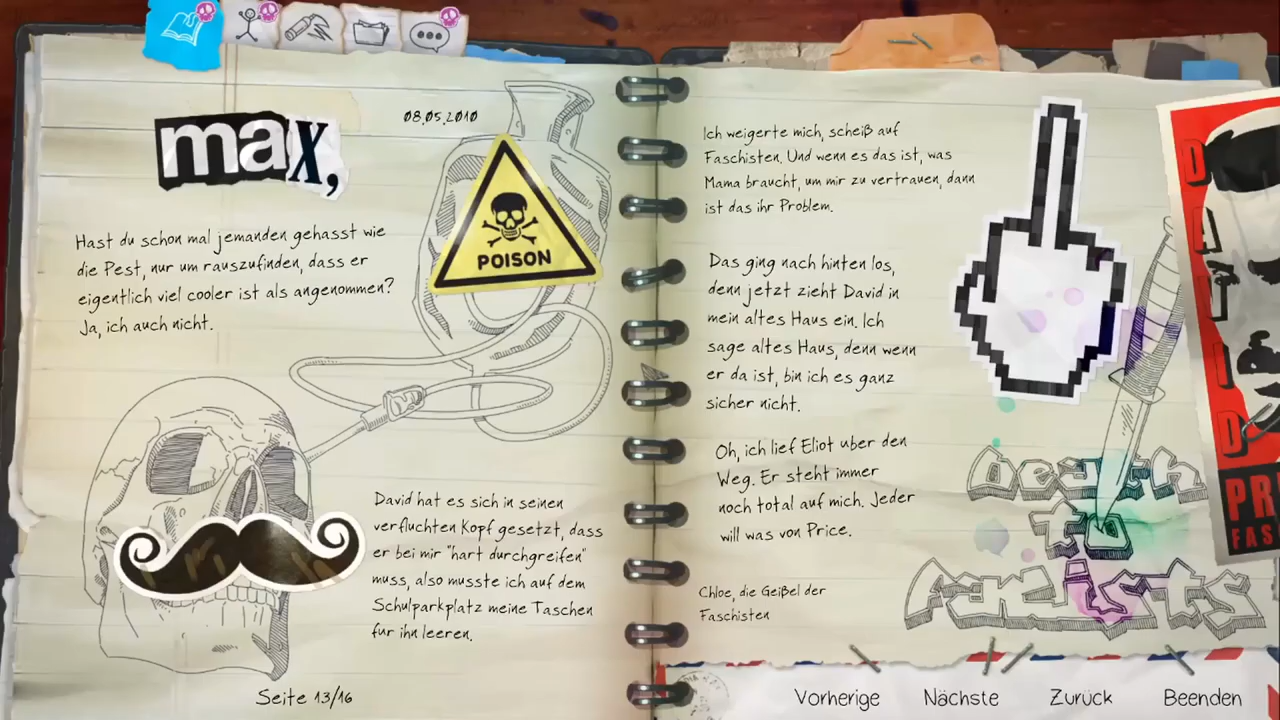 max,
08.05.2010
POISON
Hast du schon mal jemanden gehasst wie
die Pest, nur um rauszufinden, dass er
eigentlich viel cooler ist als angenommen?
Ja, ich auch nicht.
David hat es sich in seinen
verfluchten Kopf gesetzt, dass
er bei mir "hart durchgreifen"
muss, also musste ich auf dem
Schulparkplatz meine Taschen
fur ihn leeren.
Seite 13/16
Ich weigerte mich, scheiß auf
Faschisten. Und wenn es das ist, was
Mama braucht, um mir zu vertrauen, dann
ist das ihr Problem.
Das ging nach hinten los,
denn jetzt zieht David in
mein altes Haus ein. Ich
sage altes Haus, denn wenn
er da ist, bin ich es ganz
sicher nicht.
Oh, ich lief Eliot uber den
Weg. Er steht immer
noch total auf mich. Jeder
will was von Price.
Chloe, die Geißel der
Faschisten
death
to
fascists
DAVID
PRI
FAS
Vorherige Nächste Zurück Beenden